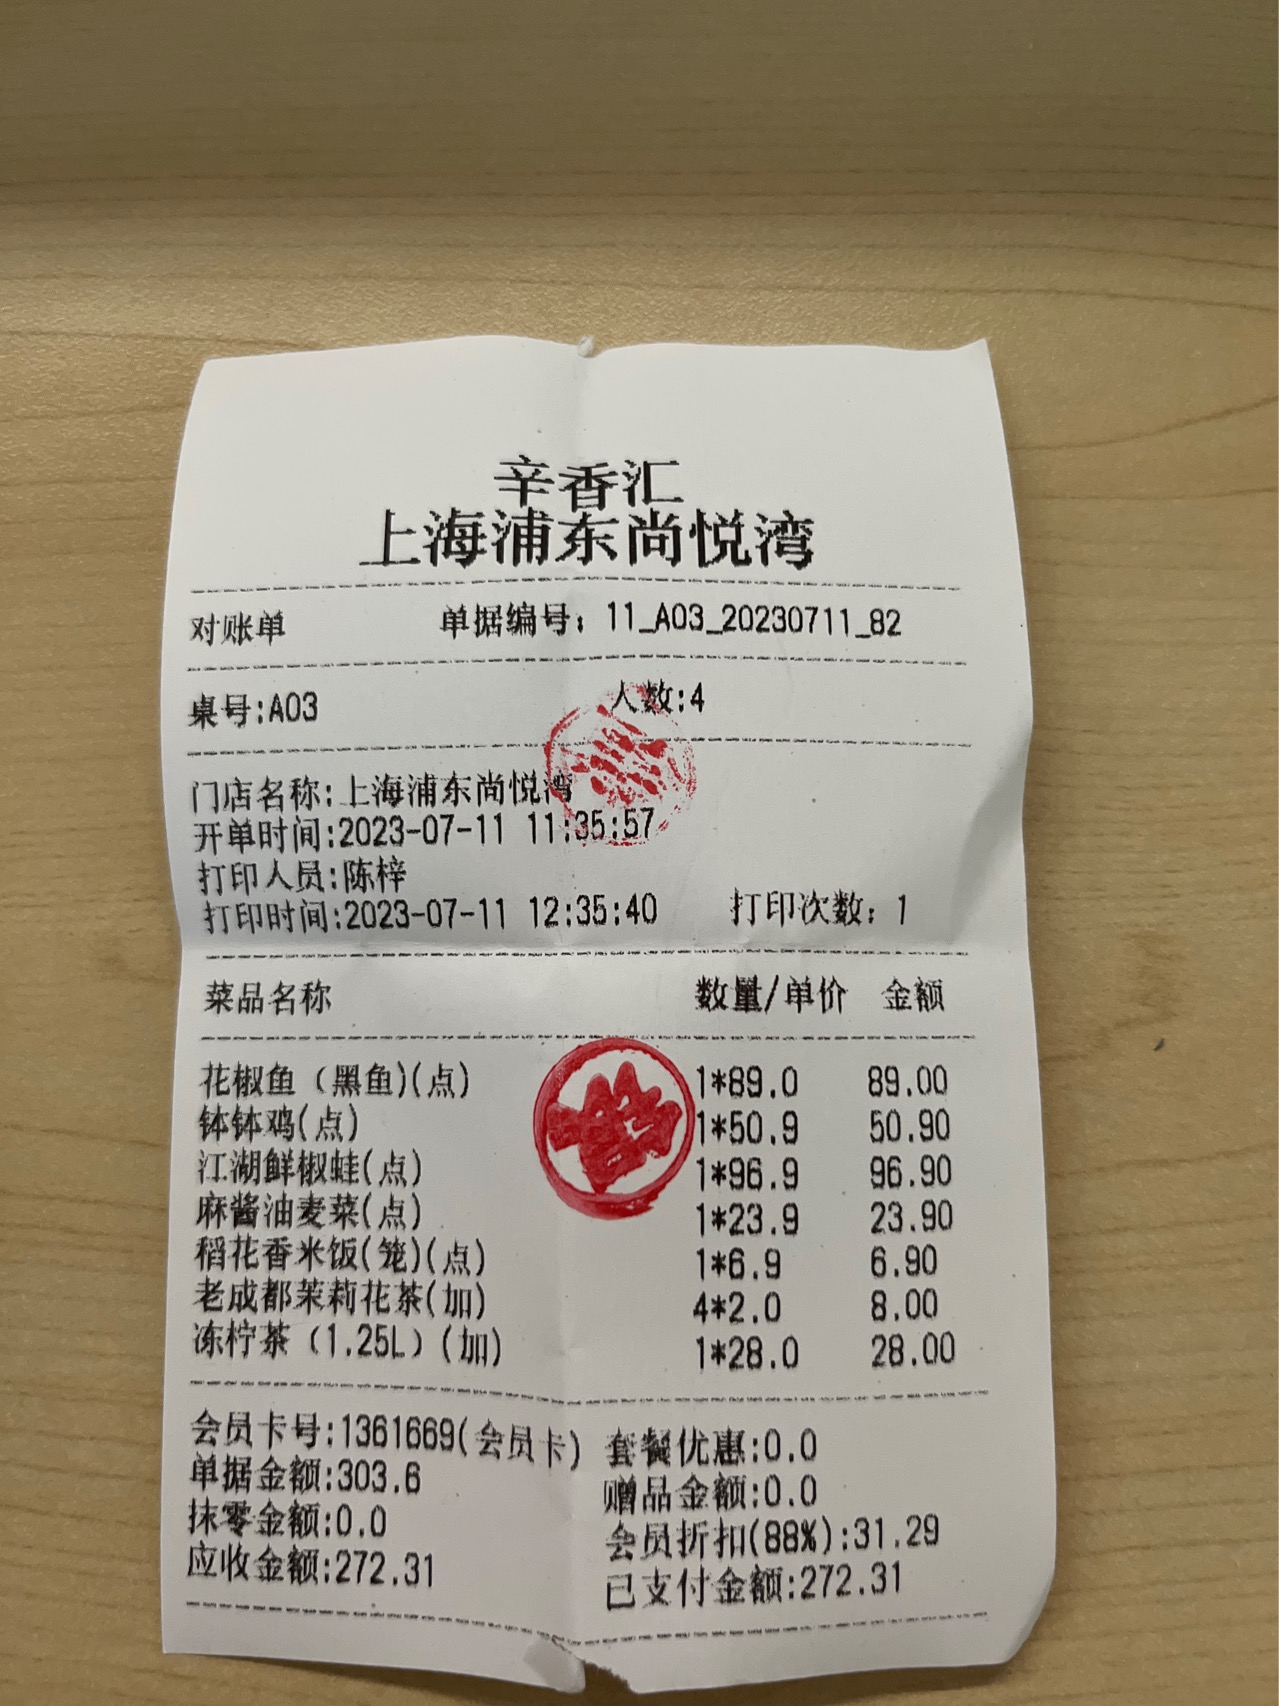 辛香汇
上海浦东尚悦湾
对账单 单据编号：11_A03_20230711_82
桌号:A03 人数:4
门店名称:上海浦东尚悦湾
开单时间:2023-07-11 11:35:57
打印人员:陈梓
打印时间:2023-07-11 12:35:40 打印次数：1
菜品名称 数量/单价 金额
花椒鱼（黑鱼)(点) 1*89.0 89.00
钵钵鸡(点) 1*50.9 50.90
江湖鲜椒蛙(点) 1*96.9 96.90
麻酱油麦菜(点) 1*23.9 23.90
稻花香米饭(笼)(点) 1*6.9 6.90
老成都茉莉花茶(加) 4*2.0 8.00
冻柠茶（1.25L）(加) 1*28.0 28.00
会员卡号:1361669(会员卡) 套餐优惠:0.0
单据金额:303.6 赠品金额:0.0
抹零金额:0.0 会员折扣(88%):31.29
应收金额:272.31 已支付金额:272.31